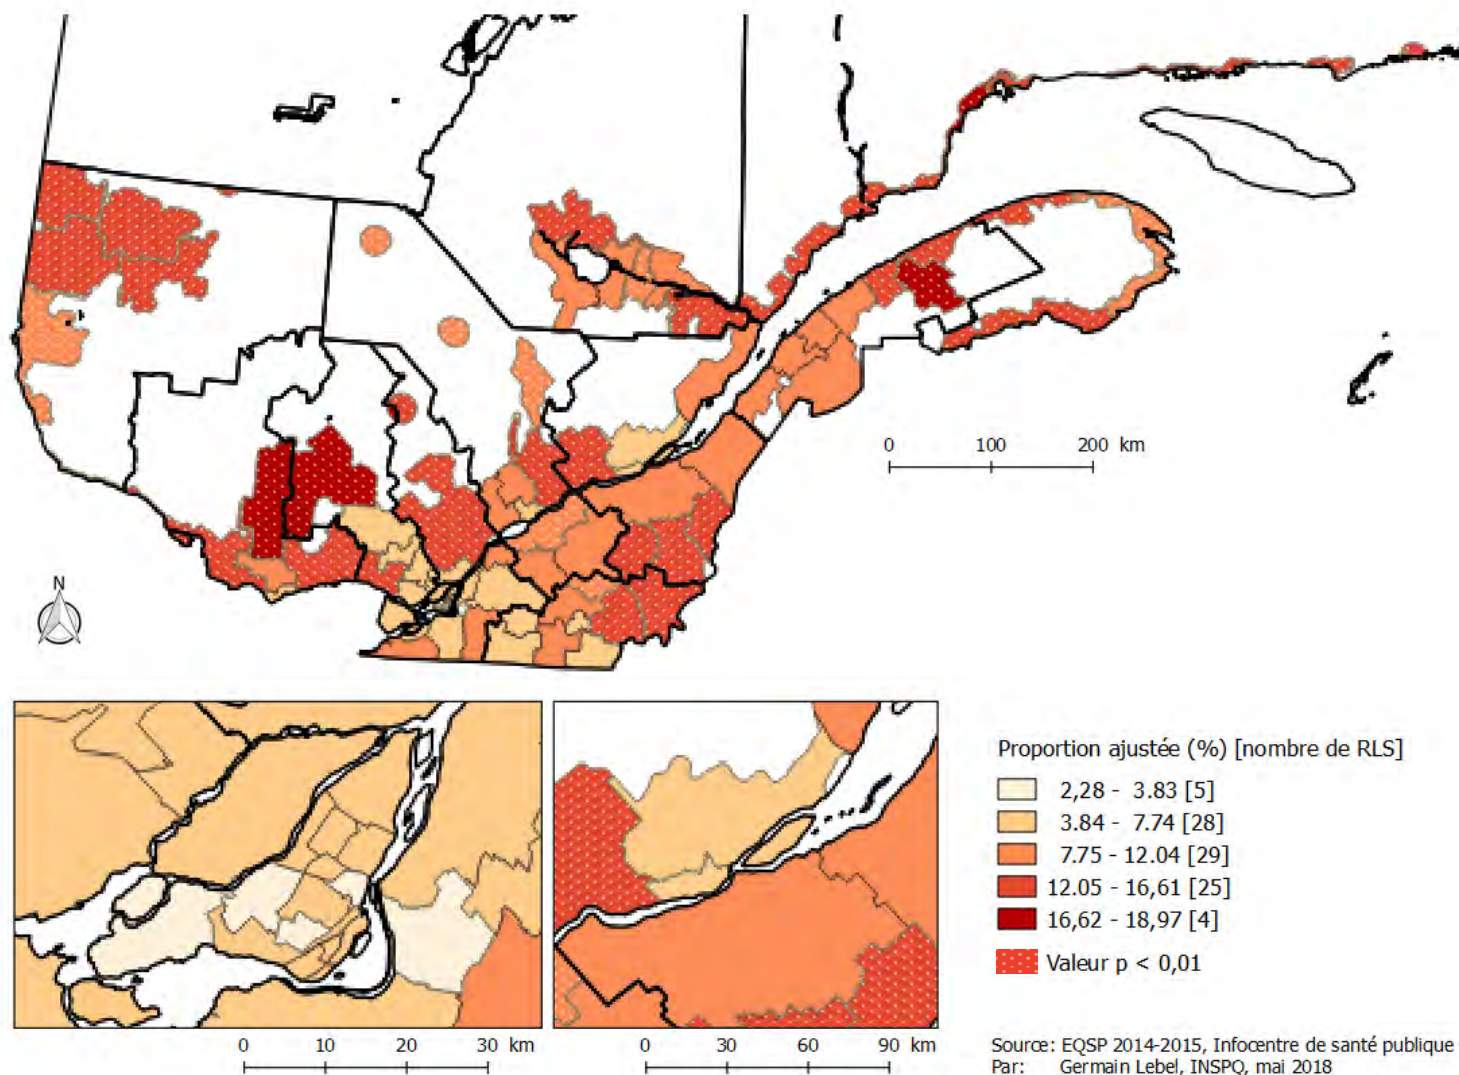 0 100 200 km
N
Proportion ajustée (%) [nombre de RLS]
2,28 - 3.83 [5]
3.84 - 7.74 [28]
7.75 - 12.04 [29]
12.05 - 16,61 [25]
16,62 - 18,97 [4]
Valeur p < 0,01
0 10 20 30 km
0 30 60 90 km
Source: EQSP 2014-2015, Infocentre de santé publique
Par: Germain Lebel, INSPQ, mai 2018